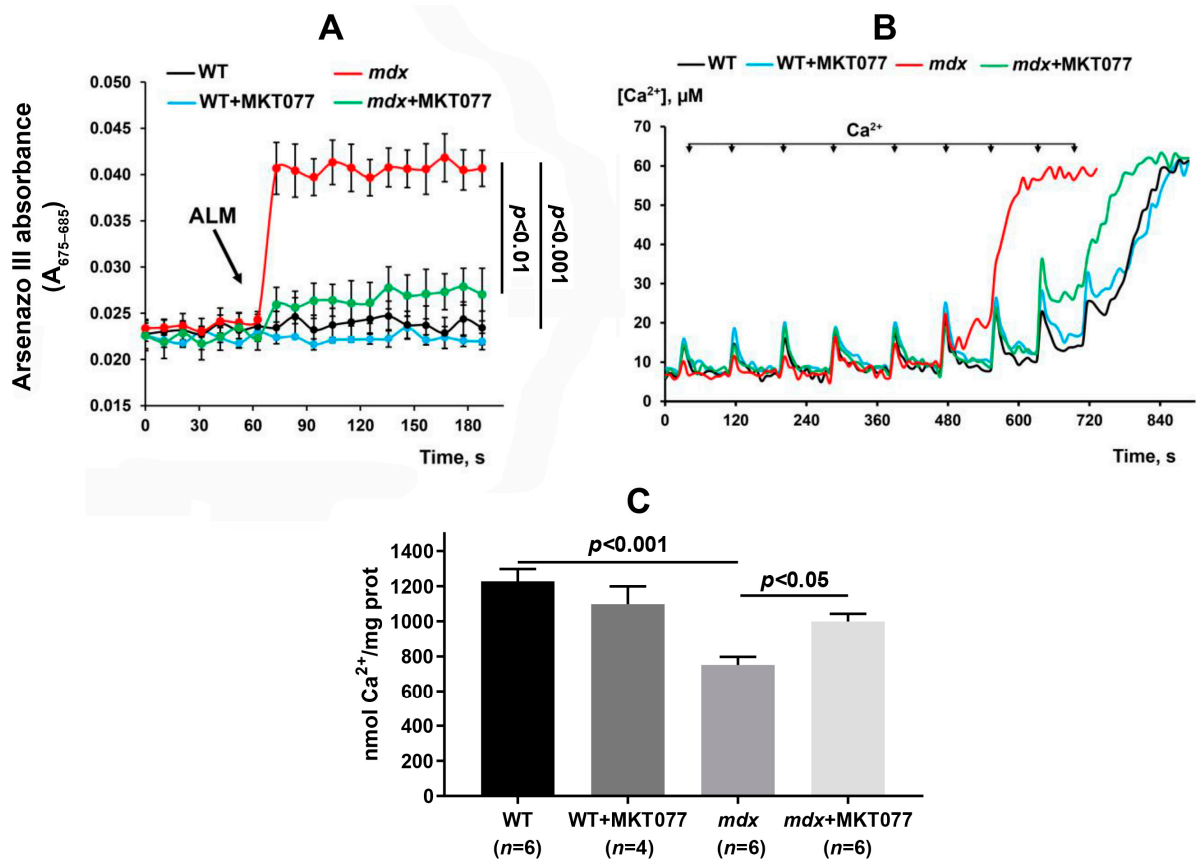 A
WT
mdx
WT+MKT077
mdx+MKT077
Arsenazo III absorbance
(A675–685)
0.050
0.045
0.040
0.035
0.030
0.025
0.020
0.015
ALM
p<0.01
p<0.001
0 30 60 90 120 150 180
Time, s
B
WT WT+MKT077 mdx mdx+MKT077
[Ca2+], µM
Ca2+
70
60
50
40
30
20
10
0
0 120 240 360 480 600 720 840
Time, s
C
nmol Ca2+/mg prot
1400
1200
1000
800
600
400
200
0
p<0.001
p<0.05
WT WT+MKT077 mdx mdx+MKT077
(n=6) (n=4) (n=6) (n=6)